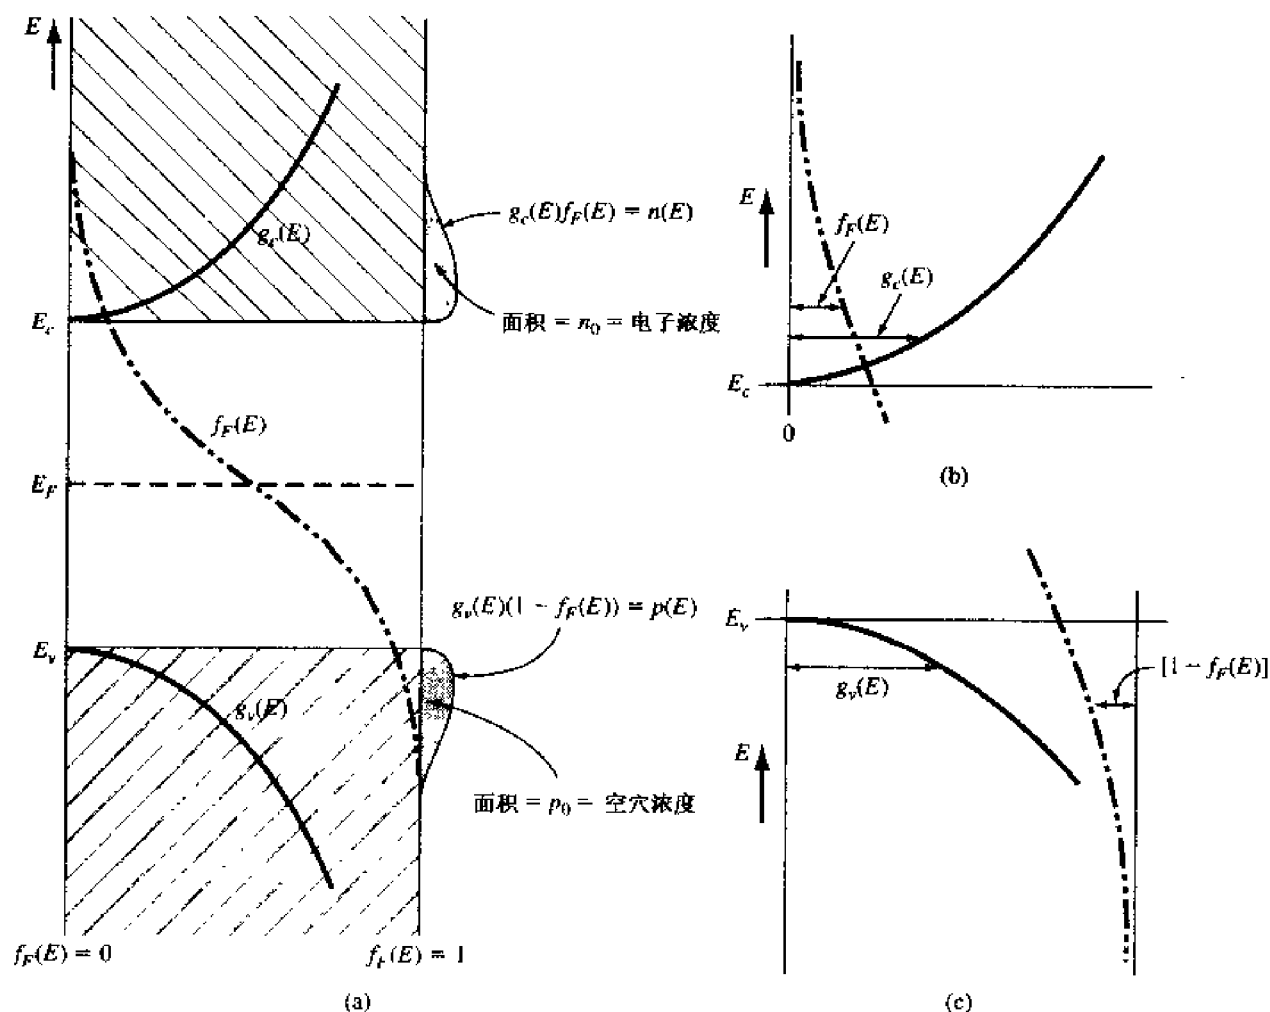 E
g_c(E)
g_c(E)f_F(E) = n(E)
面积 = n_0 = 电子浓度
E_c
f_F(E)
E_F
g_v(E)(1 - f_F(E)) = p(E)
E_v
g_v(E)
面积 = p_0 = 空穴浓度
f_F(E) = 0
f_F(E) = 1
(a)
E
f_F(E)
g_c(E)
E_c
0
(b)
E_v
g_v(E)
[1 - f_F(E)]
E
(c)